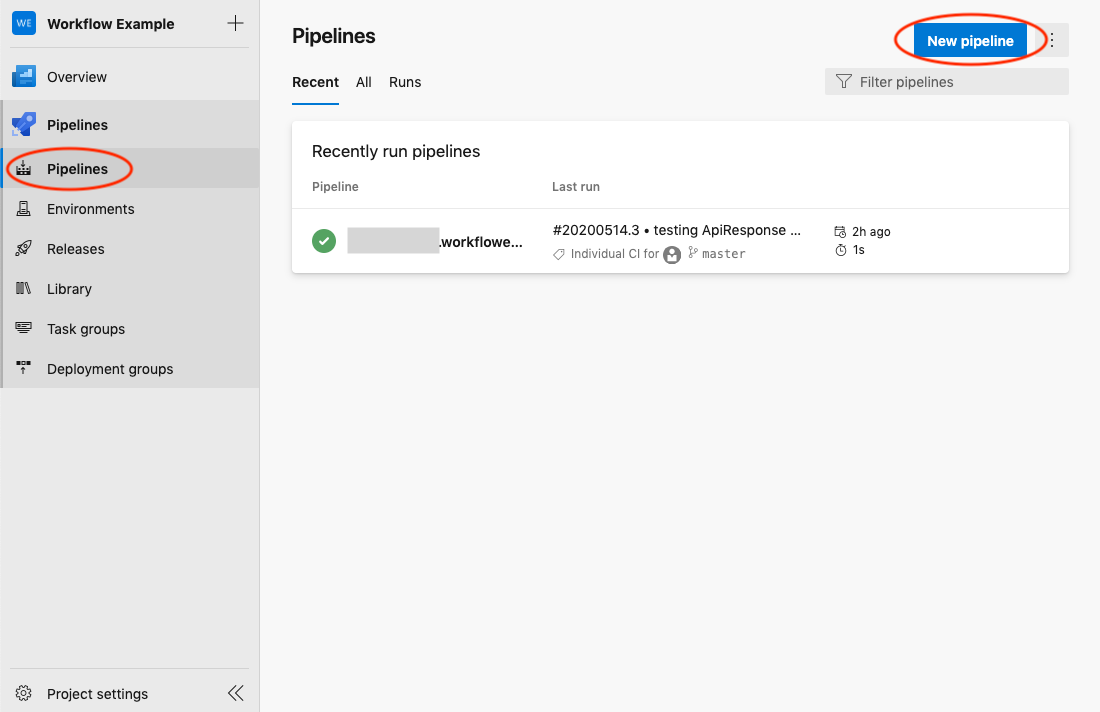 WE Workflow Example
Overview
Pipelines
Pipelines
Environments
Releases
Library
Task groups
Deployment groups
Project settings
Pipelines
New pipeline
Recent All Runs
Filter pipelines
Recently run pipelines
Pipeline Last run
.workflowe... #20200514.3 • testing ApiResponse ... 2h ago
Individual CI for master 1s